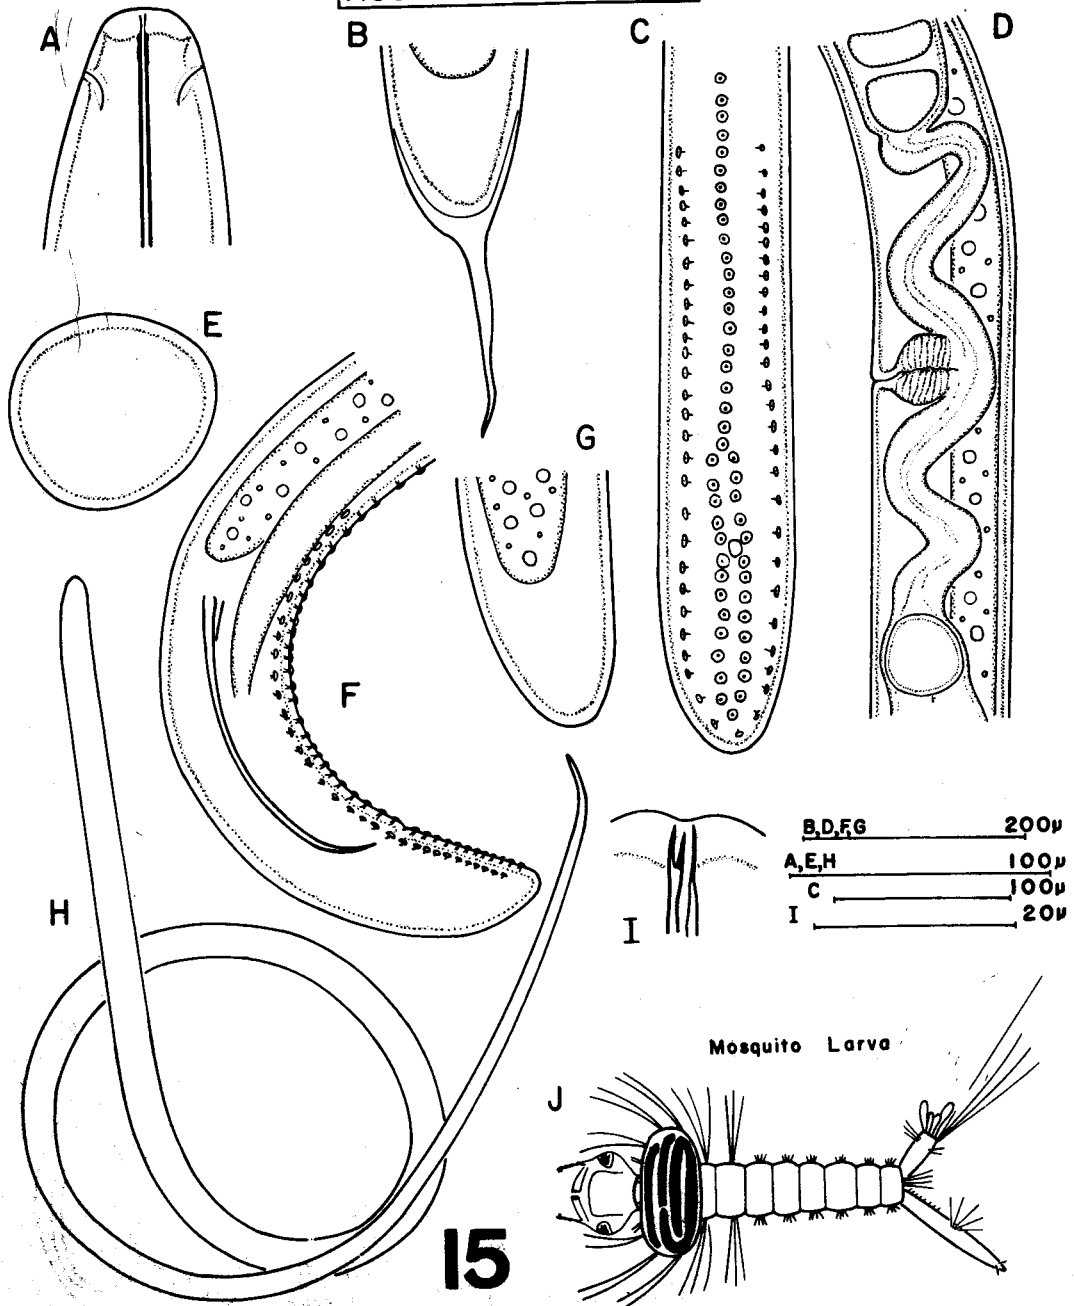 A
B
C
D
E
G
F
H
I
B,D,F,G 200μ
A,E,H 100μ
C 100μ
I 20μ
Mosquito Larva
J
15